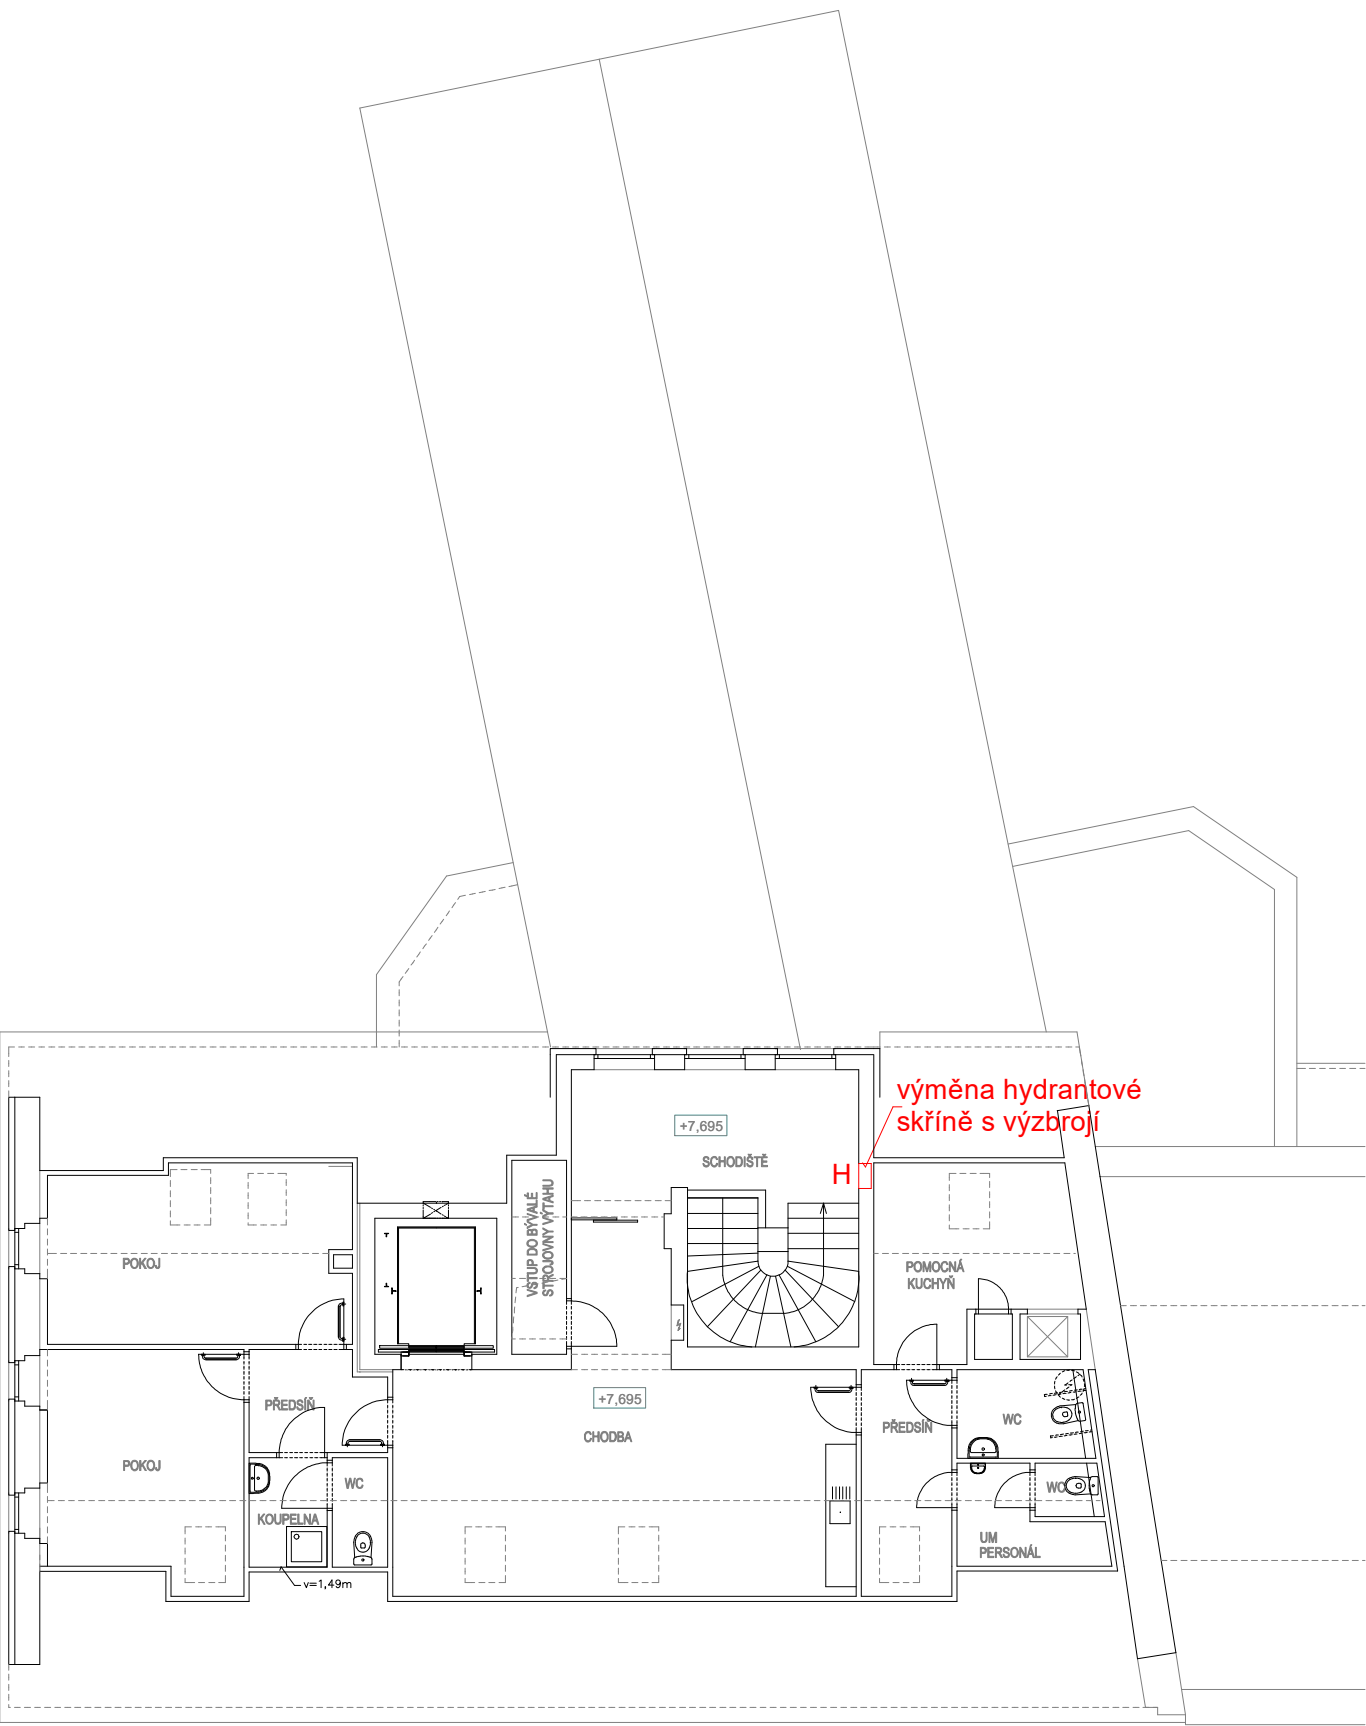 výměna hydrantové
skříně s výzbrojí
+7,695
SCHODIŠTĚ
H
VSTUP DO BÝVALÉ
STROJOVNY VÝTAHU
POKOJ
POMOCNÁ
KUCHYŇ
+7,695
PŘEDSÍŇ
CHODBA
PŘEDSÍŇ
WC
POKOJ
WC
WC
KOUPELNA
UM
PERSONÁL
v=1,49m